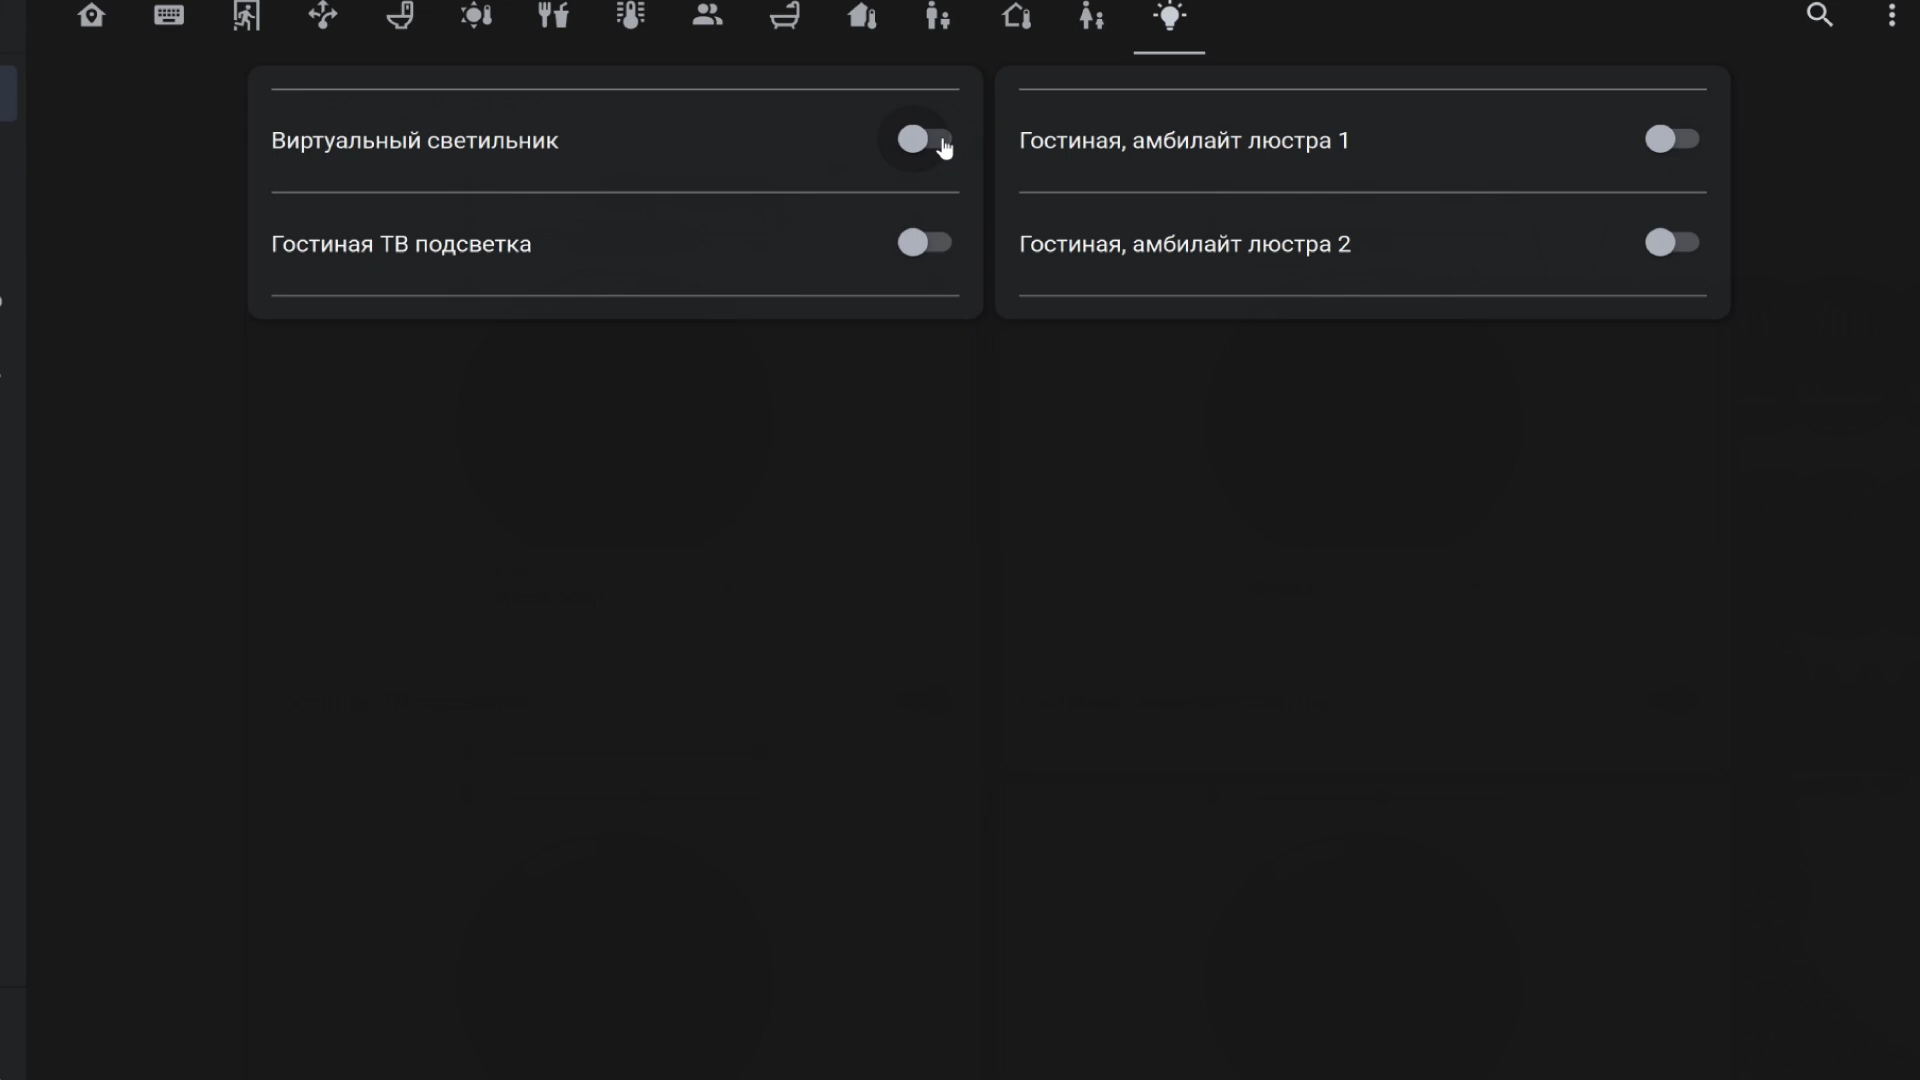 Виртуальный светильник
Гостиная ТВ подсветка
Гостиная, амбилайт люстра 1
Гостиная, амбилайт люстра 2